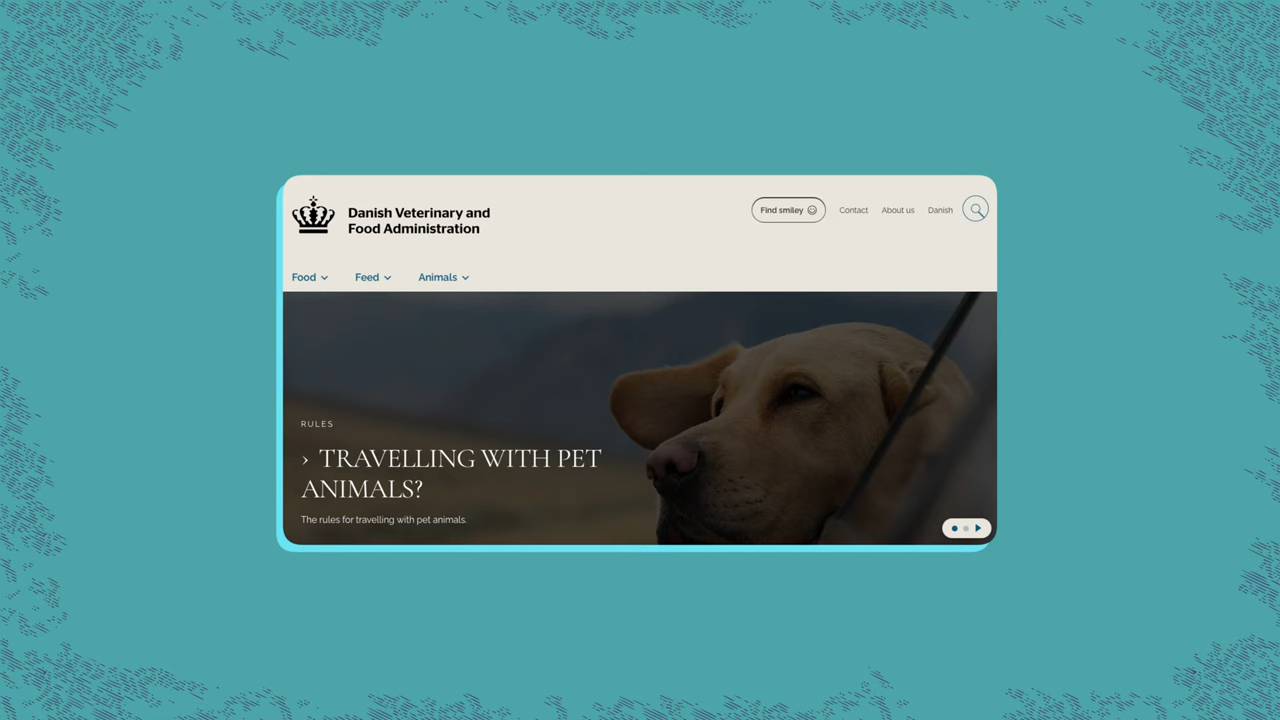 Danish Veterinary and
Food Administration
Find smiley
Contact
About us
Danish
Food
Feed
Animals
RULES
› TRAVELLING WITH PET
ANIMALS?
The rules for travelling with pet animals.